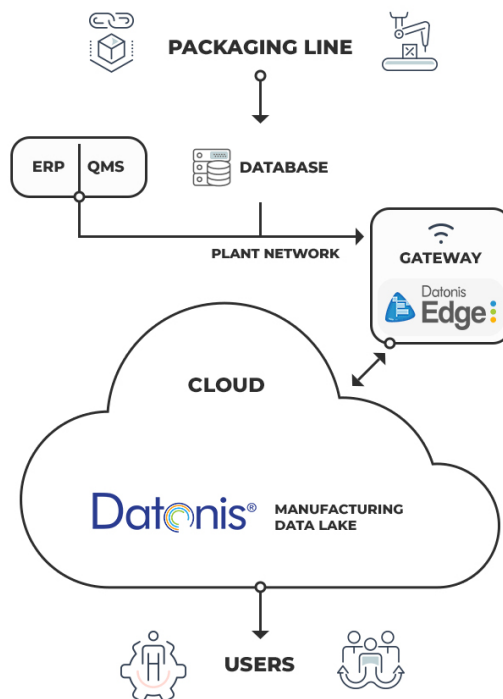 PACKAGING LINE
ERP QMS
DATABASE
PLANT NETWORK
GATEWAY
Datonis
Edge
CLOUD
Datonis®
MANUFACTURING
DATA LAKE
USERS